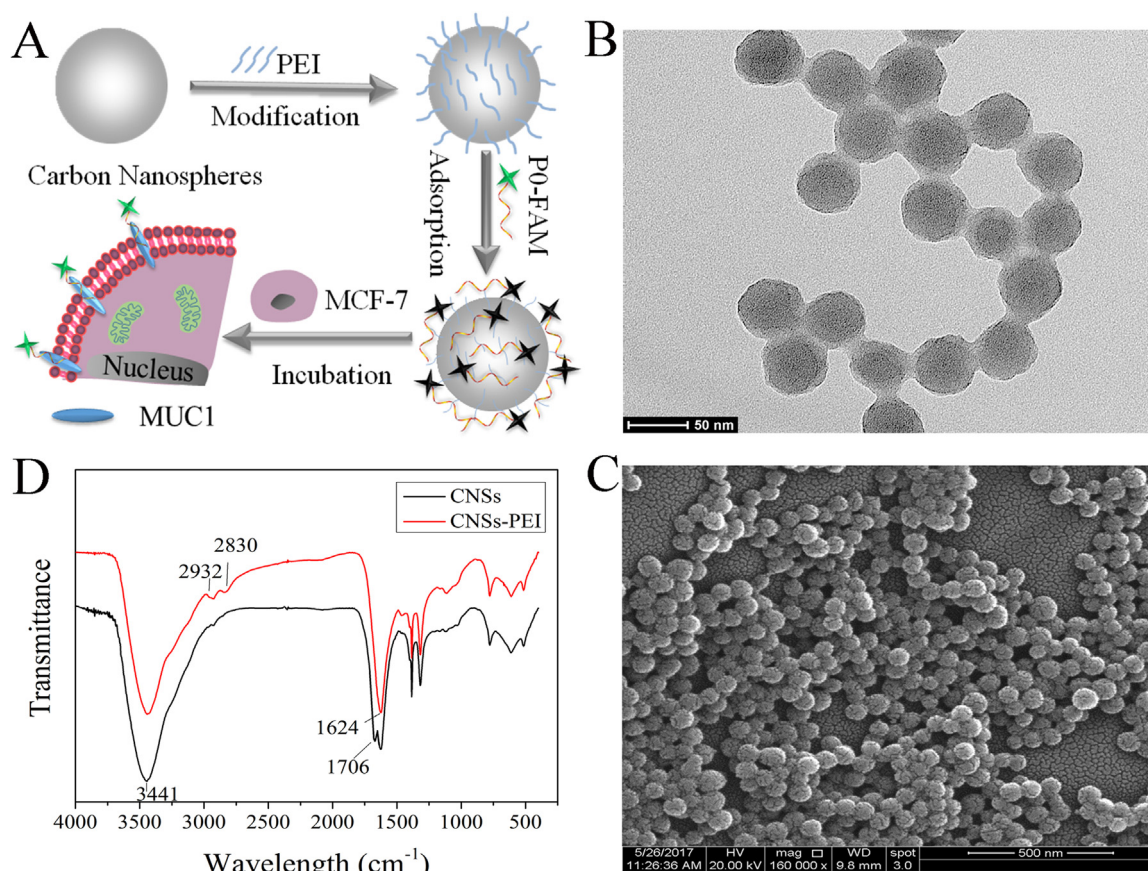 A
PEI
Modification
Carbon Nanospheres
Adsorption
P0-FAM
MCF-7
Incubation
Nucleus
MUC1
B
50 nm
D
CNSs
CNSs-PEI
2830
2932
1624
1706
3441
Transmittance
4000 3500 3000 2500 2000 1500 1000 500
Wavelength (cm⁻¹)
C
5/26/2017 HV mag WD spot
11:26:36 AM 20.00 kV 160 000 x 9.8 mm 3.0
500 nm